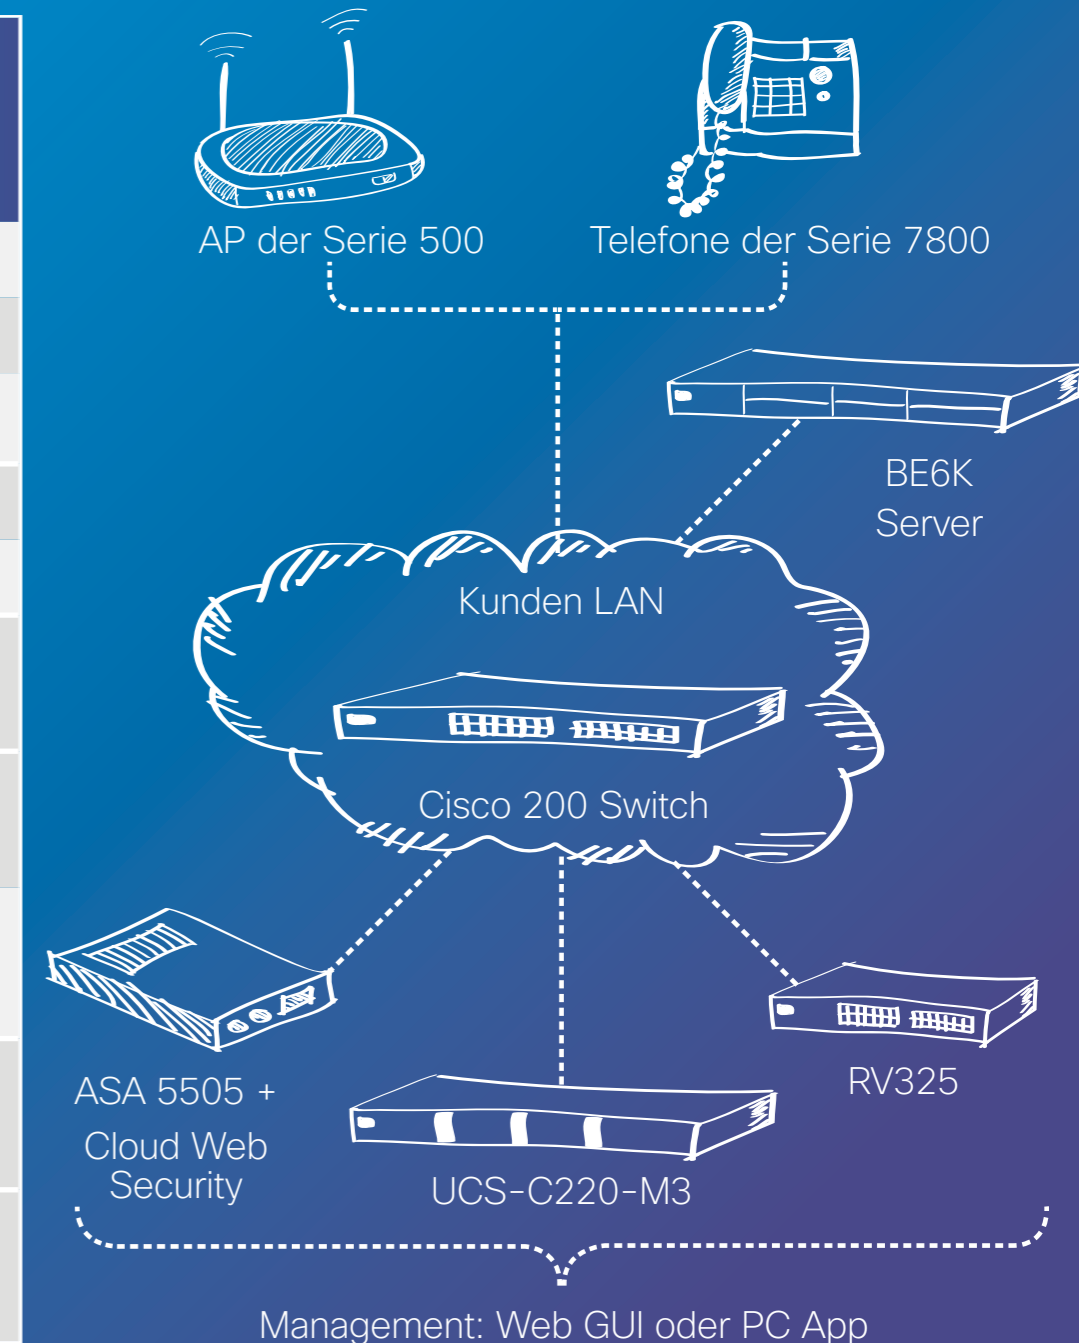 AP der Serie 500
Telefone der Serie 7800
BE6K
Server
Kunden LAN
Cisco 200 Switch
ASA 5505 +
Cloud Web
Security
UCS-C220-M3
RV325
Management: Web GUI oder PC App